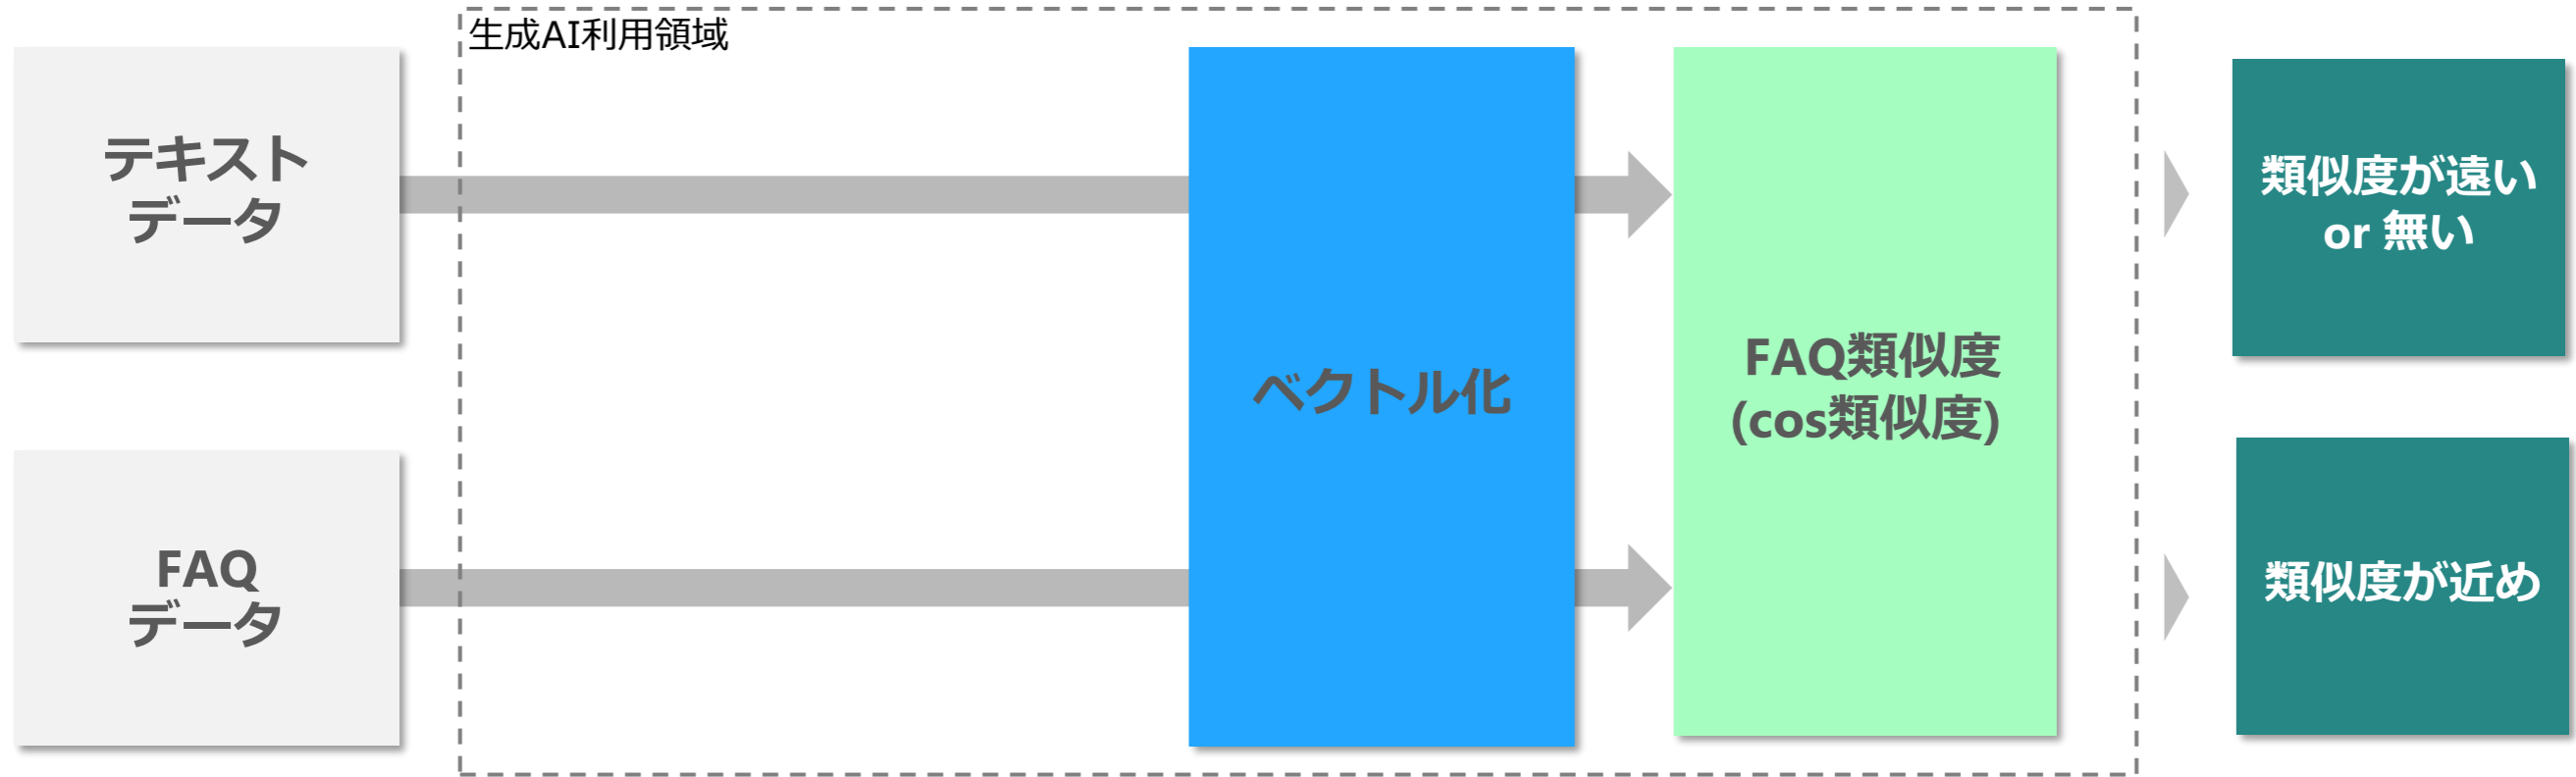 生成AI利用領域
テキスト
データ
FAQ
データ
ベクトル化
FAQ類似度
(cos類似度)
類似度が遠い
or 無い
類似度が近め